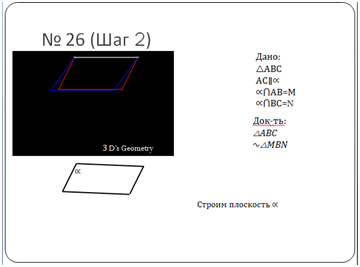 № 26 (Шаг 2)
Дано:
△ABC
AC∥∝
∝⋂AB=M
∝⋂BC=N
Док-ть:
△ABC
∾△MBN
3 D's Geometry
∝
Строим плоскость ∝